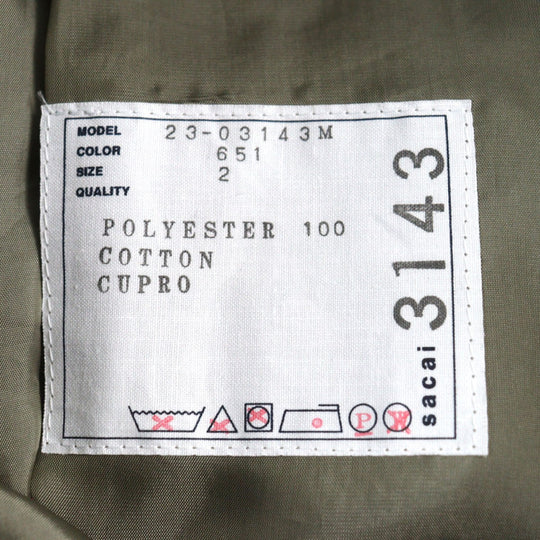 MODEL 23-03143M
COLOR 651
SIZE 2
QUALITY
POLYESTER 100
COTTON
CUPRO
P W
sacai 3143